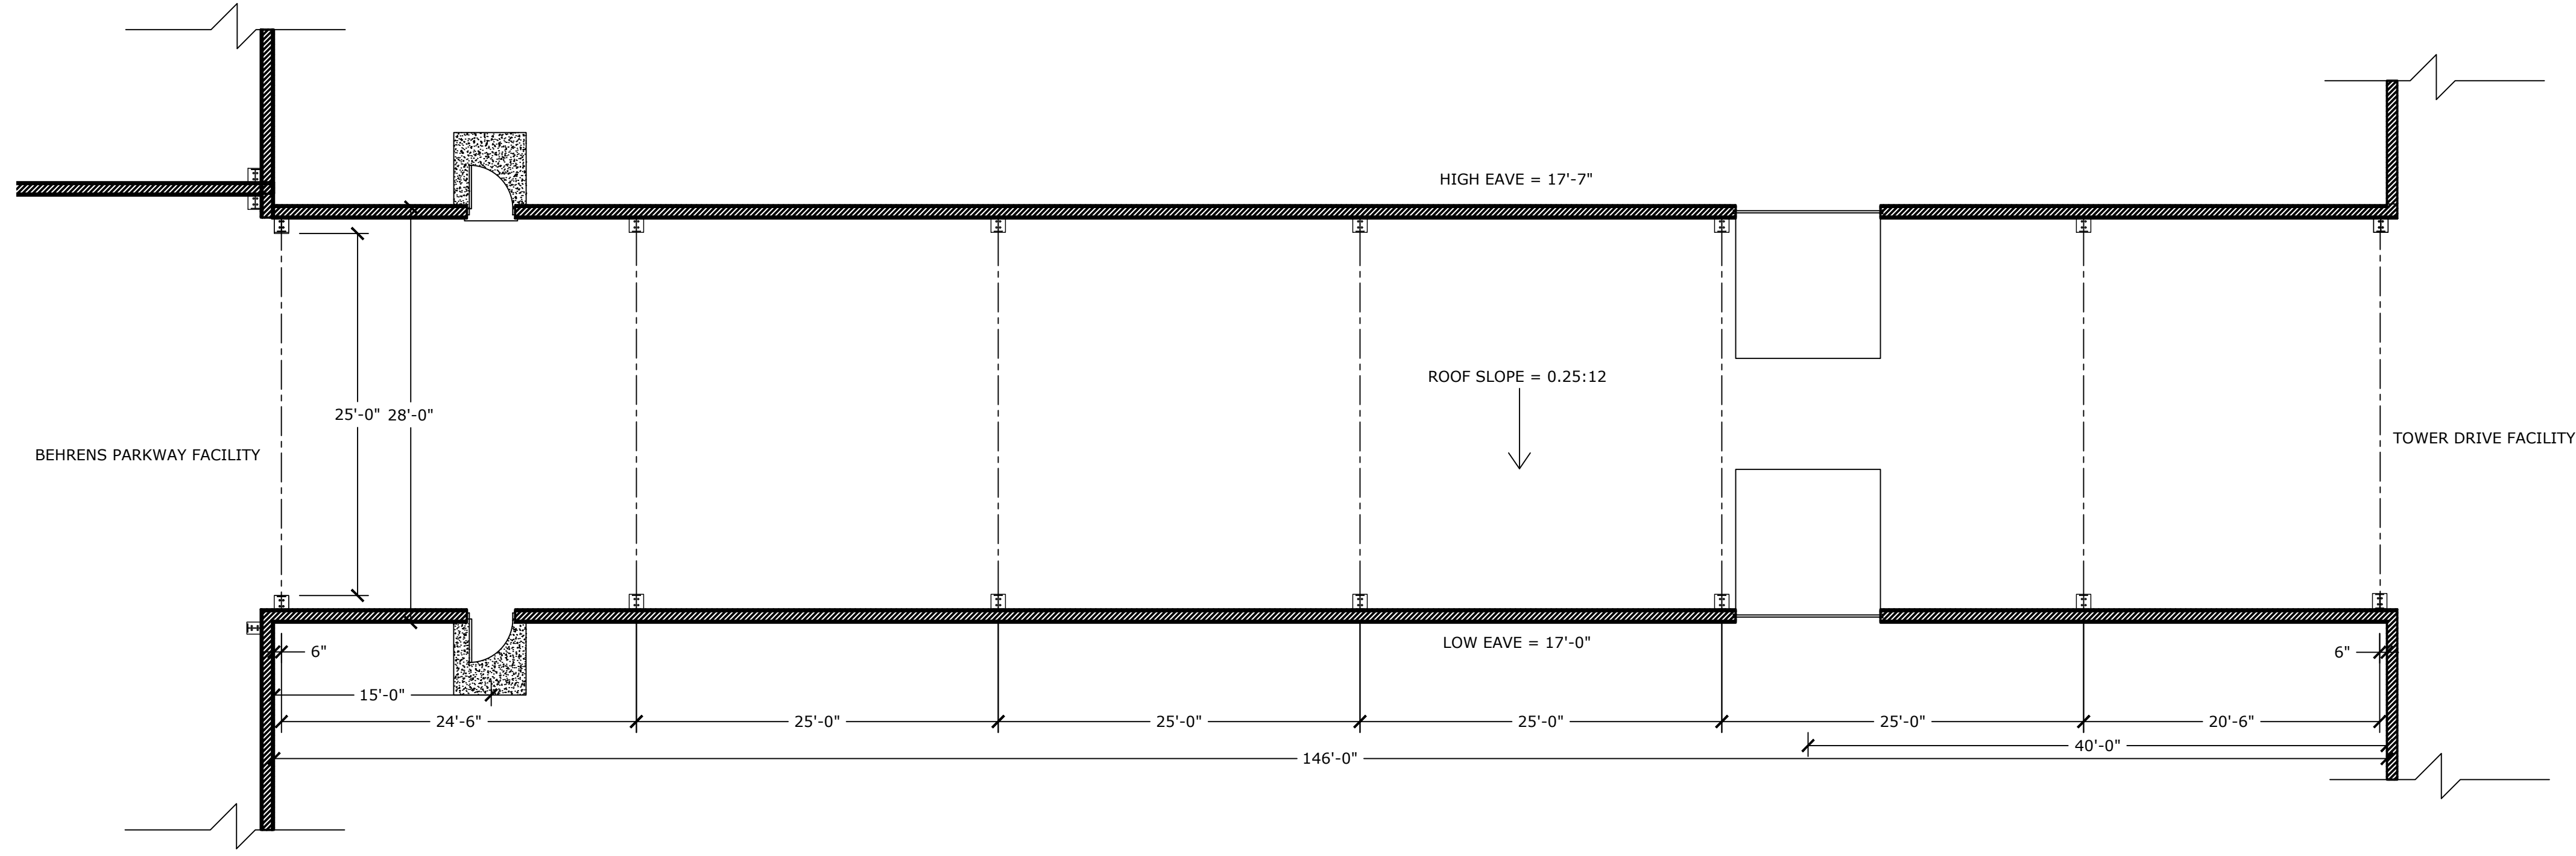 HIGH EAVE = 17'-7"
ROOF SLOPE = 0.25:12
25'-0"
28'-0"
BEHRENS PARKWAY FACILITY
TOWER DRIVE FACILITY
LOW EAVE = 17'-0"
6"
6"
15'-0"
24'-6"
25'-0"
25'-0"
25'-0"
25'-0"
20'-6"
40'-0"
146'-0"